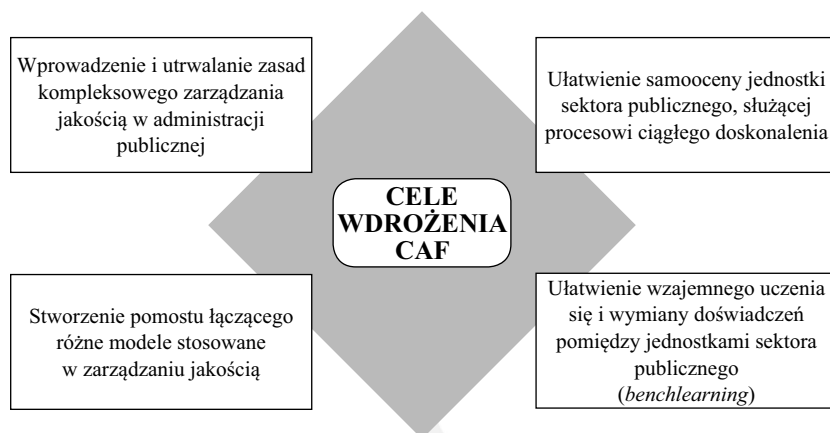 Wprowadzenie i utrwalanie zasad
kompleksowego zarządzania
jakością w administracji
publicznej
Ułatwienie samooceny jednostki
sektora publicznego, służącej
procesowi ciągłego doskonalenia
CELE
WDROŻENIA
CAF
Stworzenie pomostu łączącego
różne modele stosowane
w zarządzaniu jakością
Ułatwienie wzajemnego uczenia
się i wymiany doświadczeń
pomiędzy jednostkami sektora
publicznego
(benchlearning)